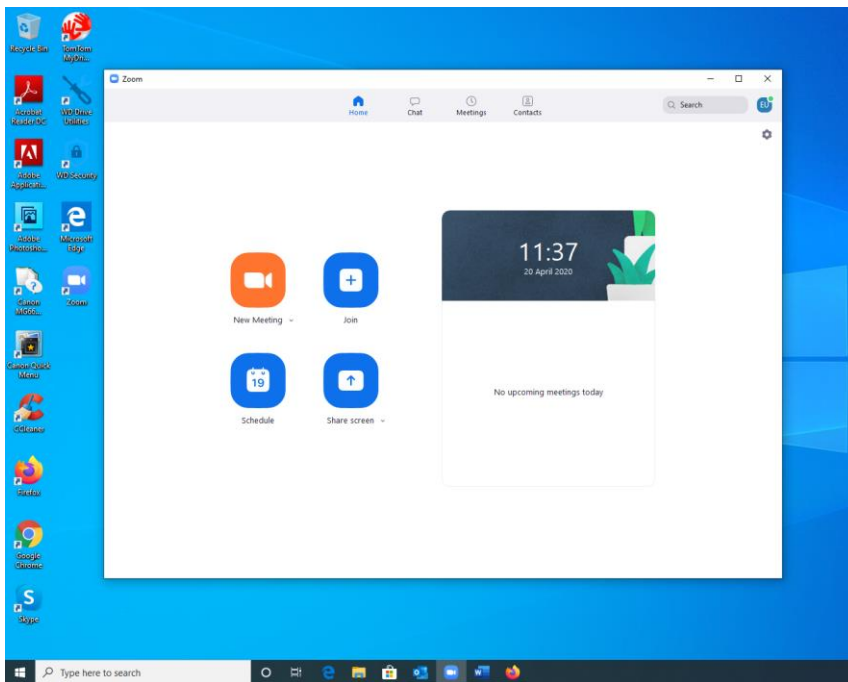 Recycle Bin
TomTom
MyDri...
Acrobat
Reader DC
WD Drive
Utilities
Adobe
Applicati...
WD Security
Adobe
Photosho...
Microsoft
Edge
Canon
MG66...
Zoom
Canon Quick
Menu
CCleaner
Firefox
Google
Chrome
S
Skype
Zoom
Home
Chat
Meetings
Contacts
Search
EU
11:37
20 April 2020
New Meeting
Join
19
Schedule
Share screen
No upcoming meetings today
Type here to search